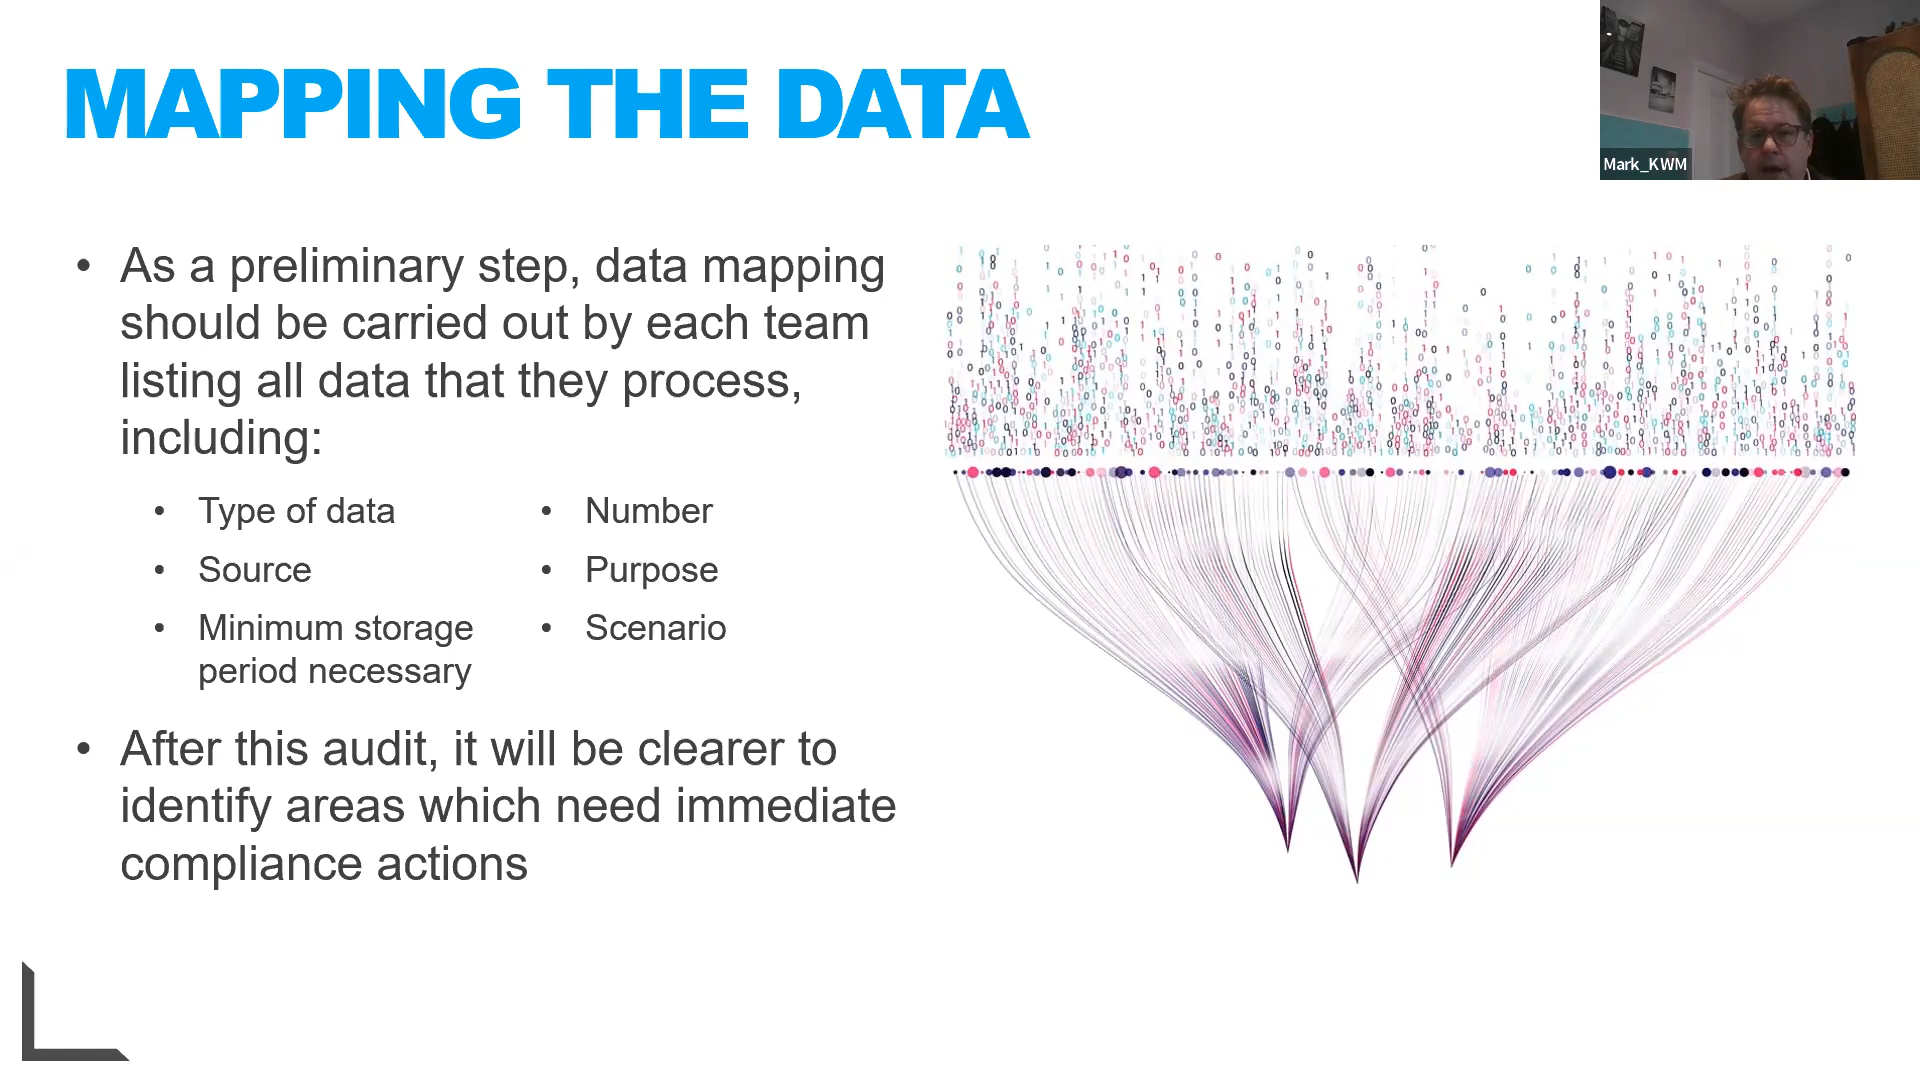 MAPPING THE DATA
Mark_KWM
• As a preliminary step, data mapping
should be carried out by each team
listing all data that they process,
including:
• Type of data
• Source
• Minimum storage
period necessary
• Number
• Purpose
• Scenario
• After this audit, it will be clearer to
identify areas which need immediate
compliance actions